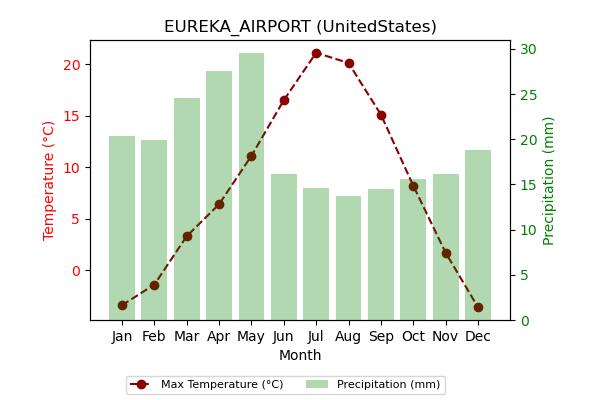 EUREKA_AIRPORT (UnitedStates)
Temperature (°C)
20
15
10
5
0
30
25
20
15
10
5
0
Precipitation (mm)
Jan Feb Mar Apr May Jun Jul Aug Sep Oct Nov Dec
Month
Max Temperature (°C) Precipitation (mm)